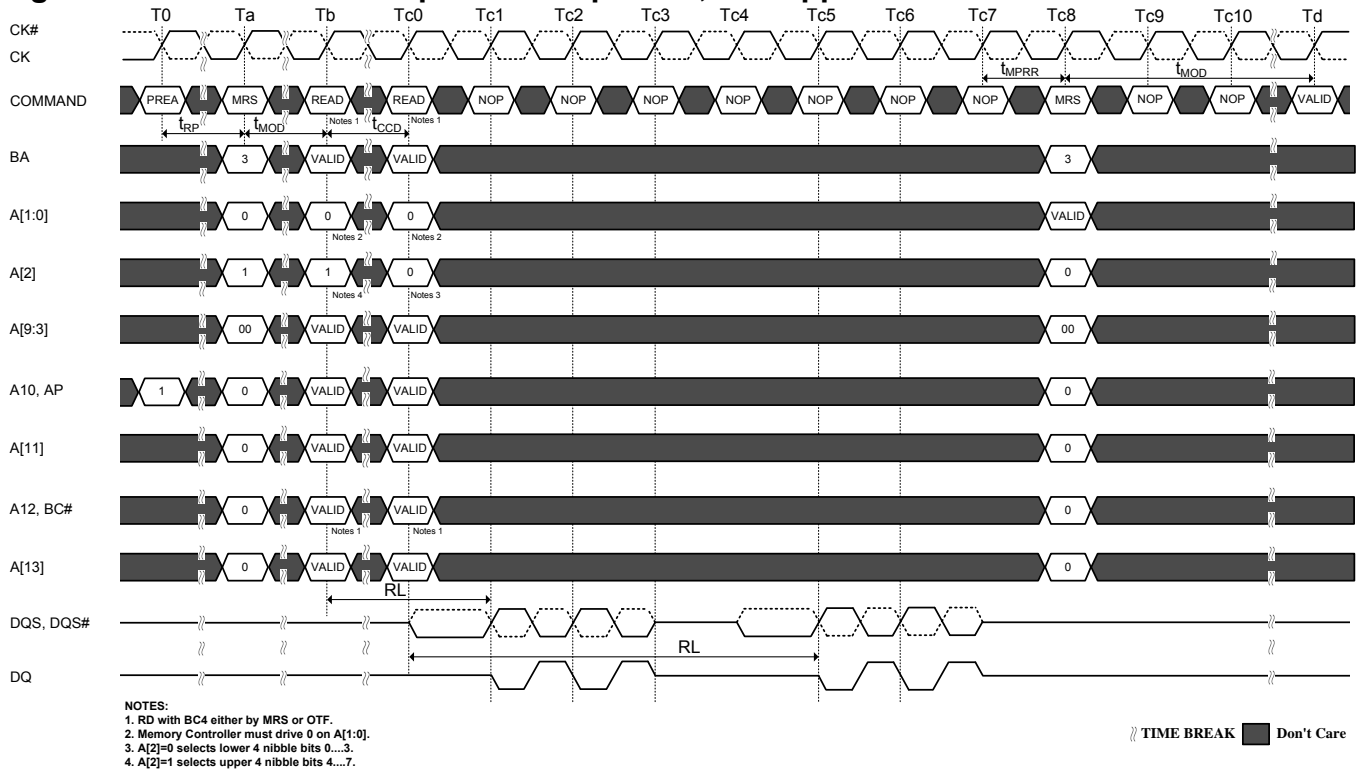 T0 Ta Tb Tc0 Tc1 Tc2 Tc3 Tc4 Tc5 Tc6 Tc7 Tc8 Tc9 Tc10 Td
CK#
CK
tMPRR tMOD
COMMAND PREA MRS READ READ NOP NOP NOP NOP NOP NOP NOP MRS NOP NOP VALID
Notes 1 Notes 1
tRP tMOD tCCD
BA 3 VALID VALID 3
A[1:0] 0 0 0 VALID
Notes 2 Notes 2
A[2] 1 1 0 0
Notes 4 Notes 3
A[9:3] 00 VALID VALID 00
A10, AP 1 0 VALID VALID 0
A[11] 0 VALID VALID 0
A12, BC# 0 VALID VALID 0
Notes 1 Notes 1
A[13] 0 VALID VALID 0
RL
DQS, DQS#
RL
DQ
NOTES:
1. RD with BC4 either by MRS or OTF.
2. Memory Controller must drive 0 on A[1:0].
3. A[2]=0 selects lower 4 nibble bits 0....3.
4. A[2]=1 selects upper 4 nibble bits 4....7.
TIME BREAK Don't Care